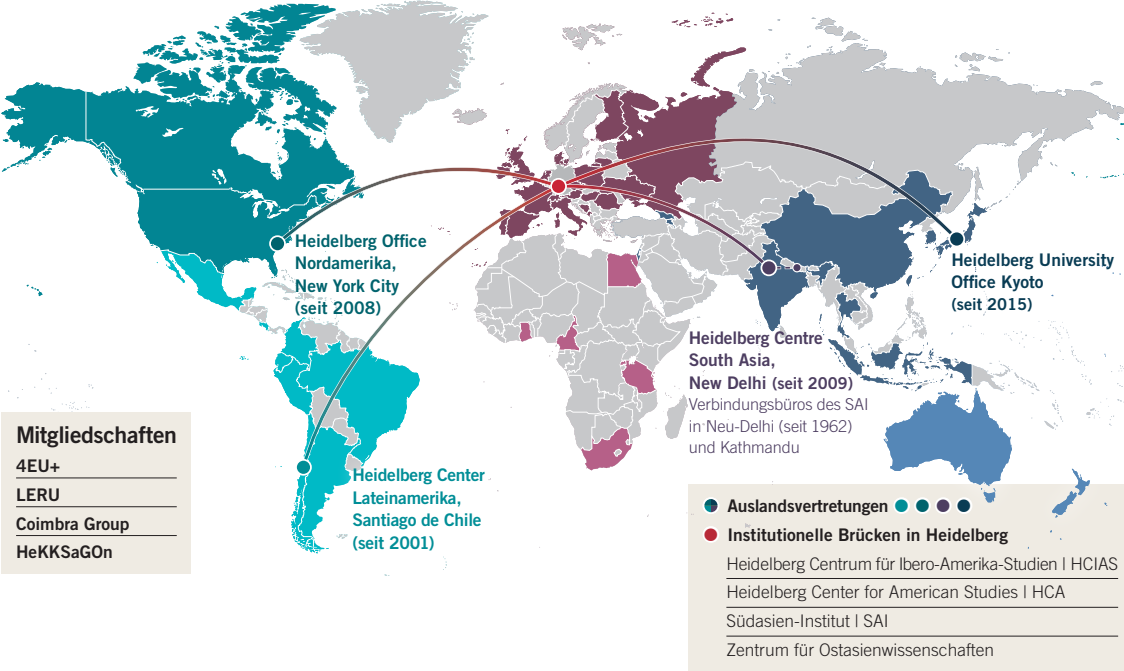 Heidelberg Office
Nordamerika,
New York City
(seit 2008)
Heidelberg University
Office Kyoto
(seit 2015)
Heidelberg Centre
South Asia,
New Delhi (seit 2009)
Verbindungsbüros des SAI
in Neu-Delhi (seit 1962)
und Kathmandu
Heidelberg Center
Lateinamerika,
Santiago de Chile
(seit 2001)
Mitgliedschaften
4EU+
LERU
Coimbra Group
HeKKSaGOn
Auslandsvertretungen
Institutionelle Brücken in Heidelberg
Heidelberg Centrum für Ibero-Amerika-Studien | HCIAS
Heidelberg Center for American Studies | HCA
Südasien-Institut | SAI
Zentrum für Ostasienwissenschaften